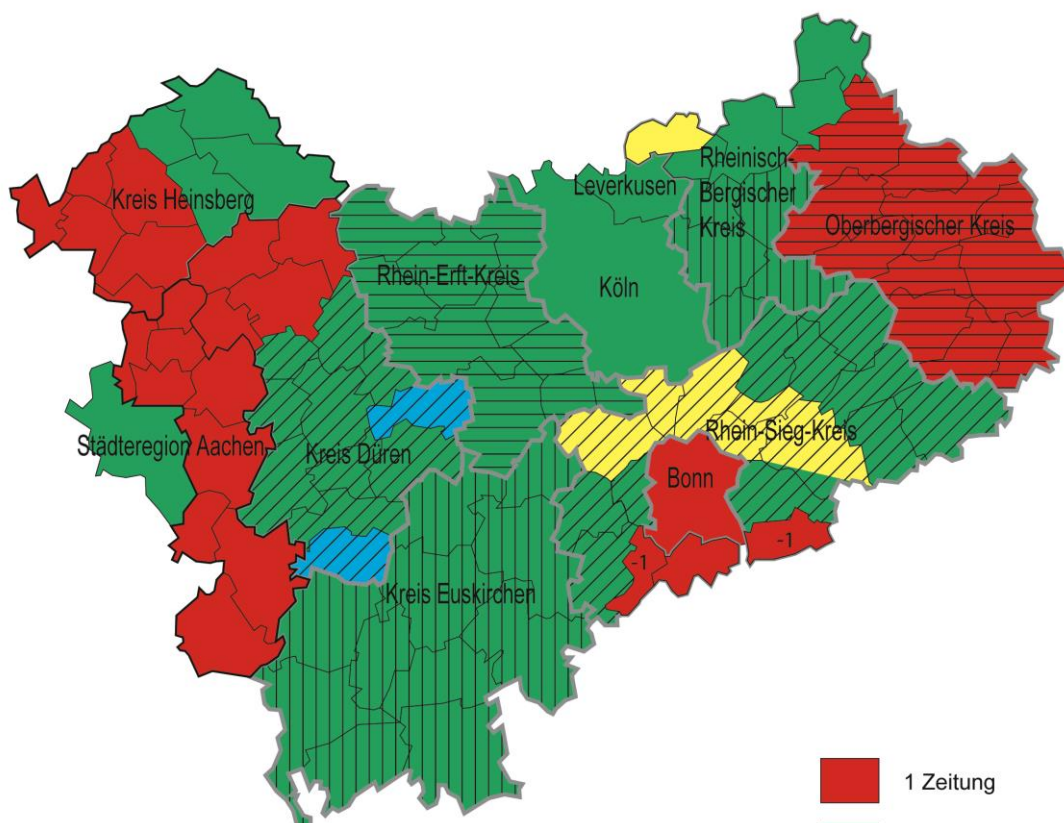 Kreis Heinsberg
Leverkusen
Rheinisch-
Bergischer
Kreis
Oberbergischer Kreis
Rhein-Erft-Kreis
Köln
Städteregion Aachen
Kreis Düren
Rhein-Sieg-Kreis
Bonn
-1
-1
Kreis Euskirchen
1 Zeitung